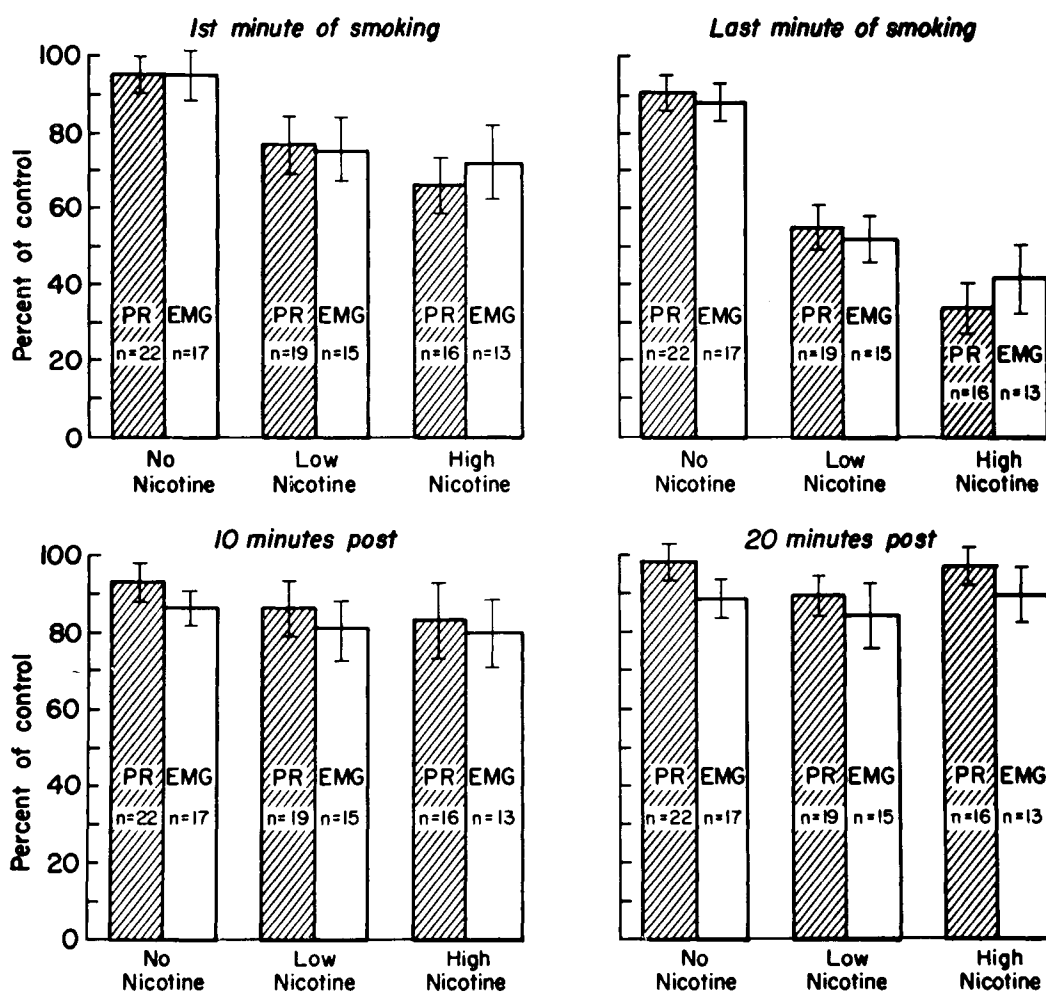 1st minute of smoking
Percent of control
100
80
60
40
20
0
PR EMG
n=22 n=17
PR EMG
n=19 n=15
PR EMG
n=16 n=13
No Nicotine
Low Nicotine
High Nicotine
Last minute of smoking
PR EMG
n=22 n=17
PR EMG
n=19 n=15
PR EMG
n=16 n=13
No Nicotine
Low Nicotine
High Nicotine
10 minutes post
Percent of control
100
80
60
40
20
0
PR EMG
n=22 n=17
PR EMG
n=19 n=15
PR EMG
n=16 n=13
No Nicotine
Low Nicotine
High Nicotine
20 minutes post
PR EMG
n=22 n=17
PR EMG
n=19 n=15
PR EMG
n=16 n=13
No Nicotine
Low Nicotine
High Nicotine